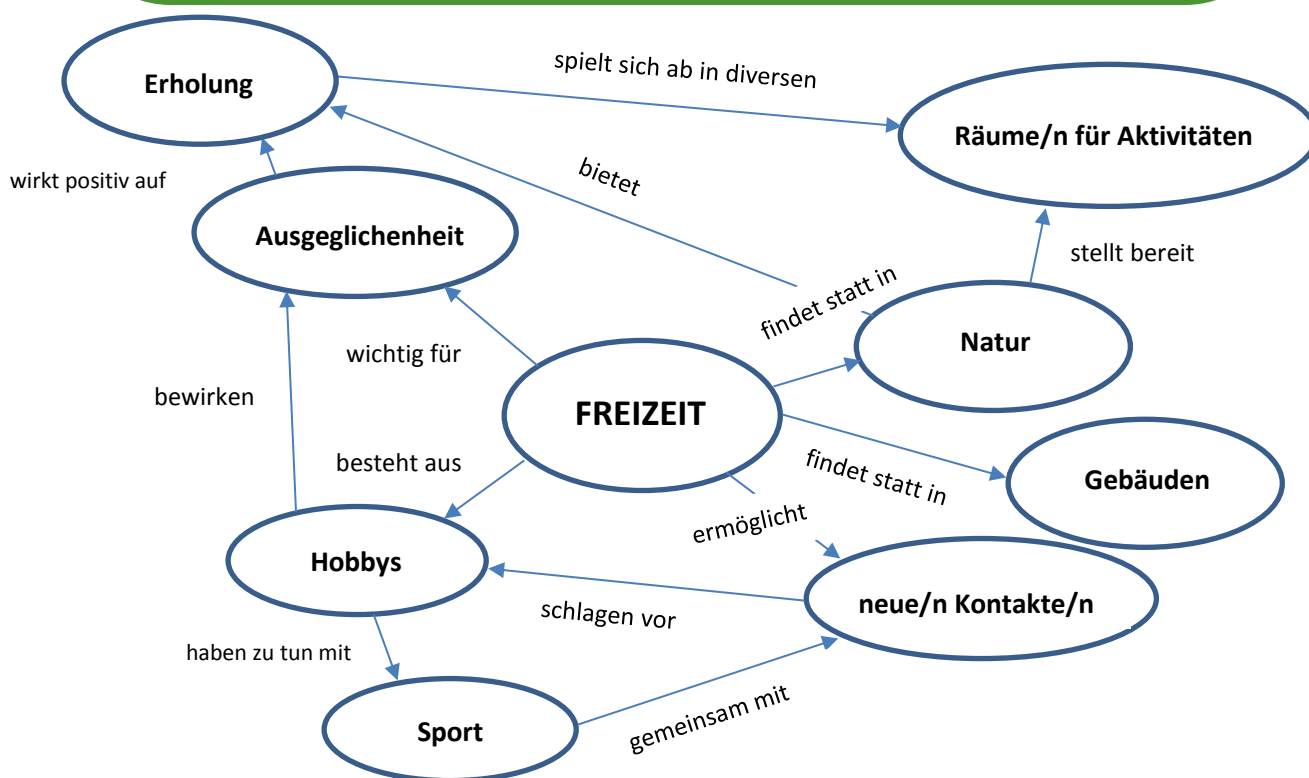 spielt sich ab in diversen
Erholung
Räume/n für Aktivitäten
bietet
wirkt positiv auf
Ausgeglichenheit
stellt bereit
findet statt in
Natur
wichtig für
bewirken
FREIZEIT
besteht aus
findet statt in
Gebäuden
ermöglicht
Hobbys
neue/n Kontakte/n
schlagen vor
haben zu tun mit
gemeinsam mit
Sport